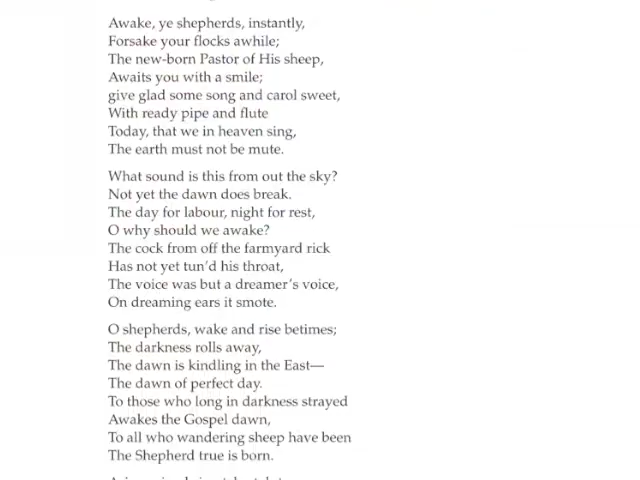 Awake, ye shepherds, instantly,
Forsake your flocks awhile;
The new-born Pastor of His sheep,
Awaits you with a smile;
give glad some song and carol sweet,
With ready pipe and flute
Today, that we in heaven sing,
The earth must not be mute.
What sound is this from out the sky?
Not yet the dawn does break.
The day for labour, night for rest,
O why should we awake?
The cock from off the farmyard rick
Has not yet tun'd his throat,
The voice was but a dreamer's voice,
On dreaming ears it smote.
O shepherds, wake and rise betimes;
The darkness rolls away,
The dawn is kindling in the East—
The dawn of perfect day.
To those who long in darkness strayed
Awakes the Gospel dawn,
To all who wandering sheep have been
The Shepherd true is born.